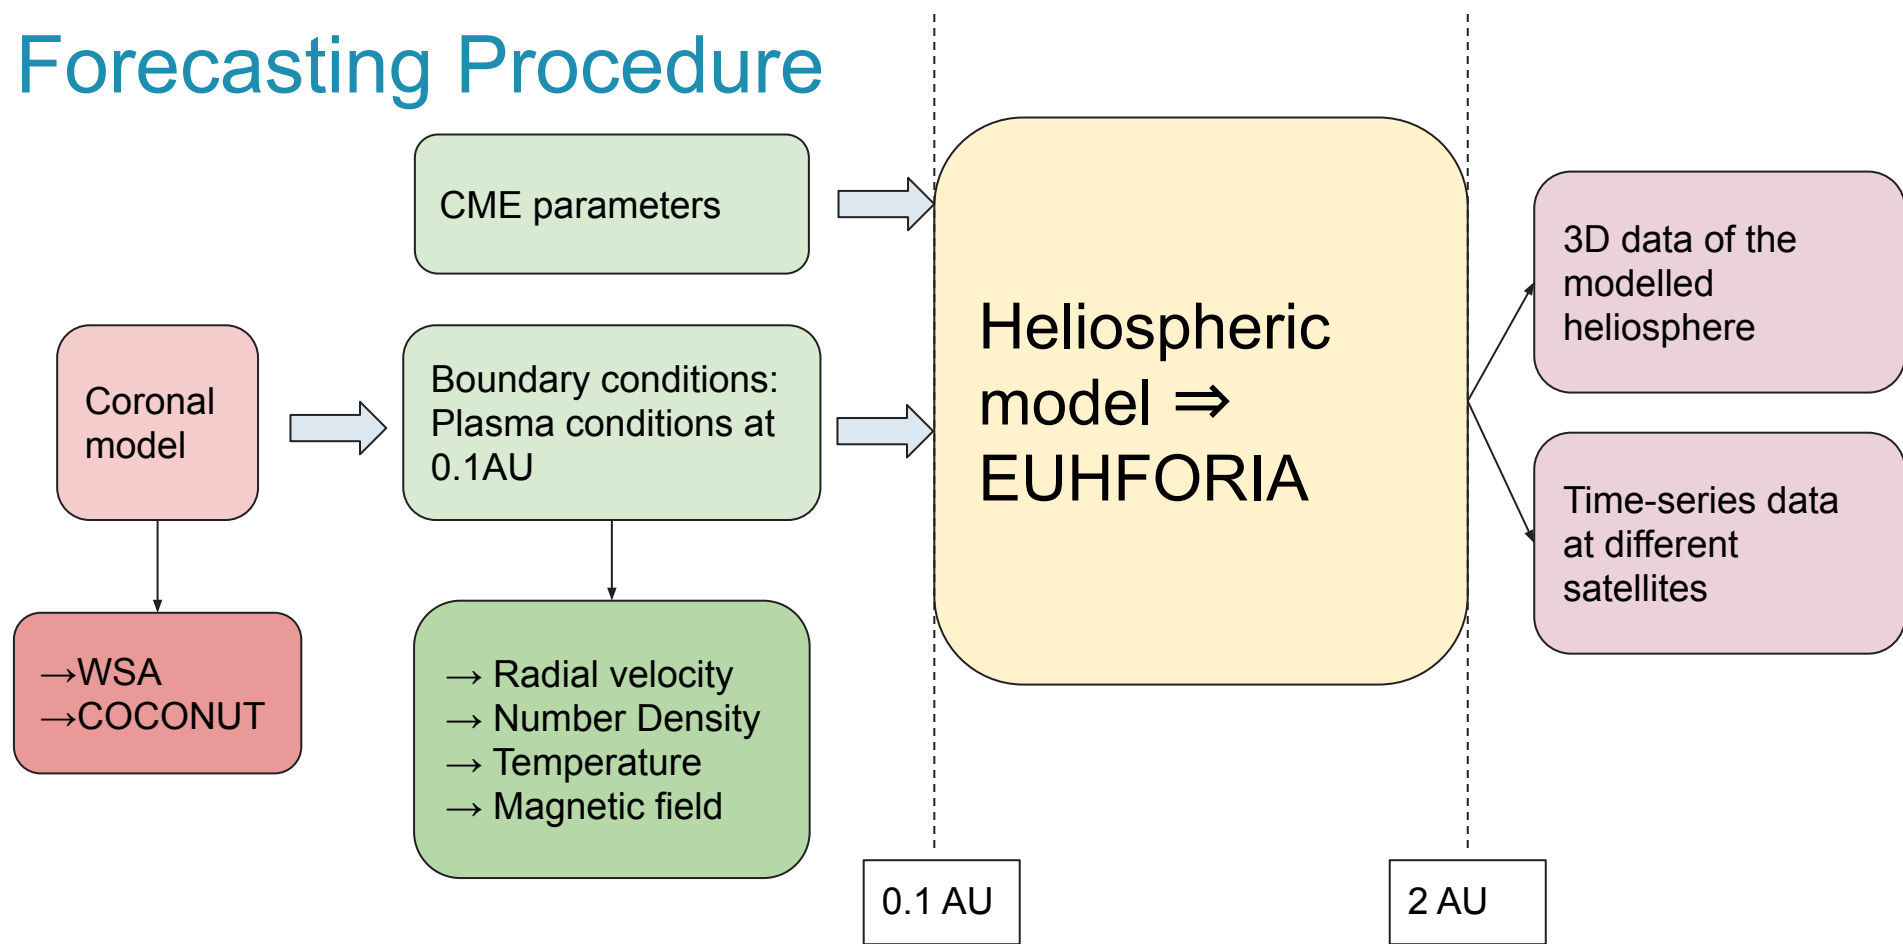 Forecasting Procedure
CME parameters
Coronal
model
Boundary conditions:
Plasma conditions at
0.1AU
→WSA
→COCONUT
→ Radial velocity
→ Number Density
→ Temperature
→ Magnetic field
Heliospheric
model ⇒
EUHFORIA
3D data of the
modelled
heliosphere
Time-series data
at different
satellites
0.1 AU
2 AU